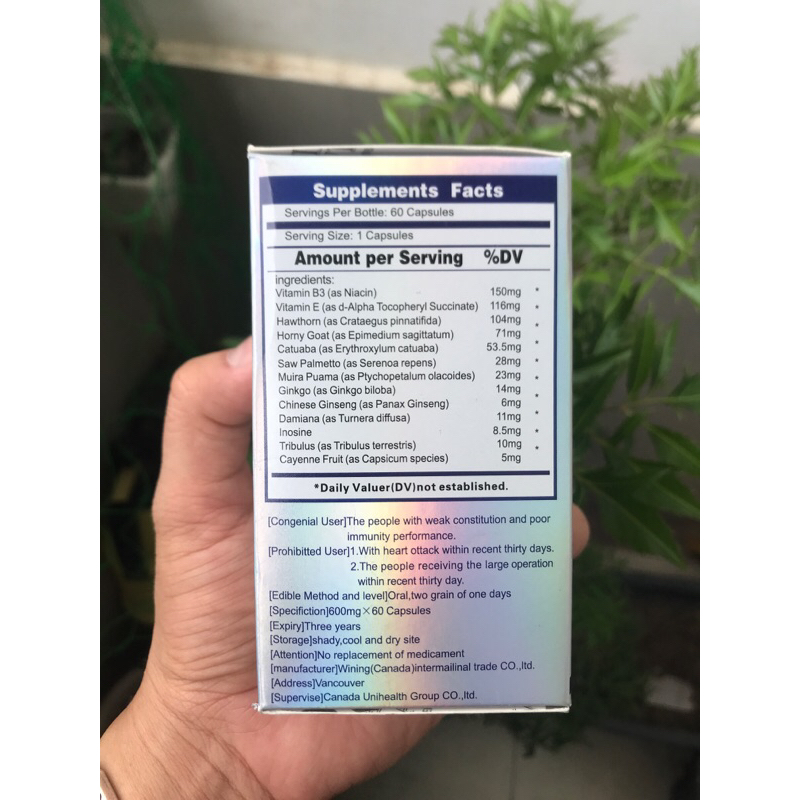 Supplements Facts
Servings Per Bottle: 60 Capsules
Serving Size: 1 Capsules
Amount per Serving %DV
ingredients:
Vitamin B3 (as Niacin) 150mg *
Vitamin E (as d-Alpha Tocopheryl Succinate) 116mg *
Hawthorn (as Crataegus pinnatifida) 104mg *
Horny Goat (as Epimedium sagittatum) 71mg *
Catuaba (as Erythroxylum catuaba) 53.5mg
Saw Palmetto (as Serenoa repens) 28mg *
Muira Puama (as Ptychopetalum olacoides) 23mg *
Ginkgo (as Ginkgo biloba) 14mg *
Chinese Ginseng (as Panax Ginseng) 6mg *
Damiana (as Turnera diffusa) 11mg *
Inosine 8.5mg *
Tribulus (as Tribulus terrestris) 10mg *
Cayenne Fruit (as Capsicum species) 5mg
*Daily Valuer(DV)not established.
[Congenial User]The people with weak constitution and poor
immunity performance.
[Prohibitted User]1.With heart ottack within recent thirty days.
2.The people receiving the large operation
within recent thirty day.
[Edible Method and level]Oral,two grain of one days
[Specifiction]600mg×60 Capsules
[Expiry]Three years
[Storage]shady,cool and dry site
[Attention]No replacement of medicament
[manufacturer]Wining(Canada)intermailinal trade CO.,ltd.
[Address]Vancouver
[Supervise]Canada Unihealth Group CO.,ltd.